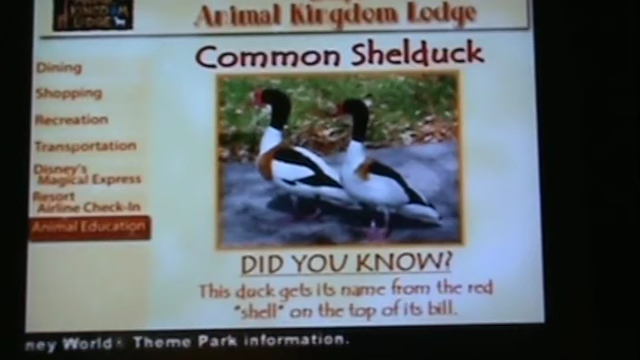 KINGDOM
LODGE
Animal Kingdom Lodge
Common Shelduck
Dining
Shopping
Recreation
Transportation
Disney's
Magical Express
Resort
Airline Check-In
Animal Education
DID YOU KNOW?
This duck gets its name from the red
"shell" on the top of its bill.
ney World® Theme Park information.